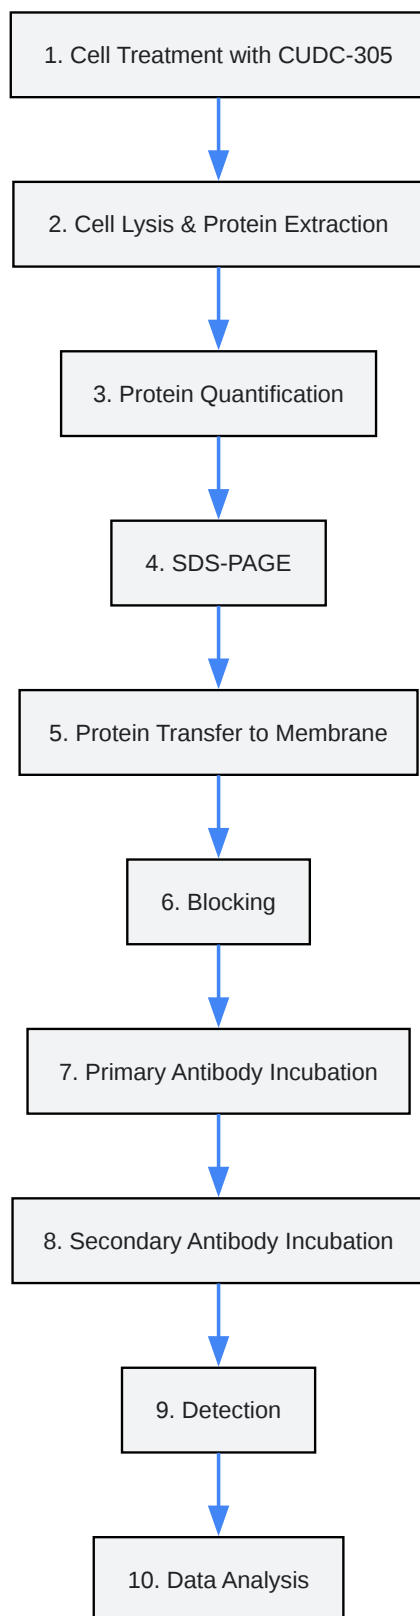 1. Cell Treatment with CUDC-305
2. Cell Lysis & Protein Extraction
3. Protein Quantification
4. SDS-PAGE
5. Protein Transfer to Membrane
6. Blocking
7. Primary Antibody Incubation
8. Secondary Antibody Incubation
9. Detection
10. Data Analysis